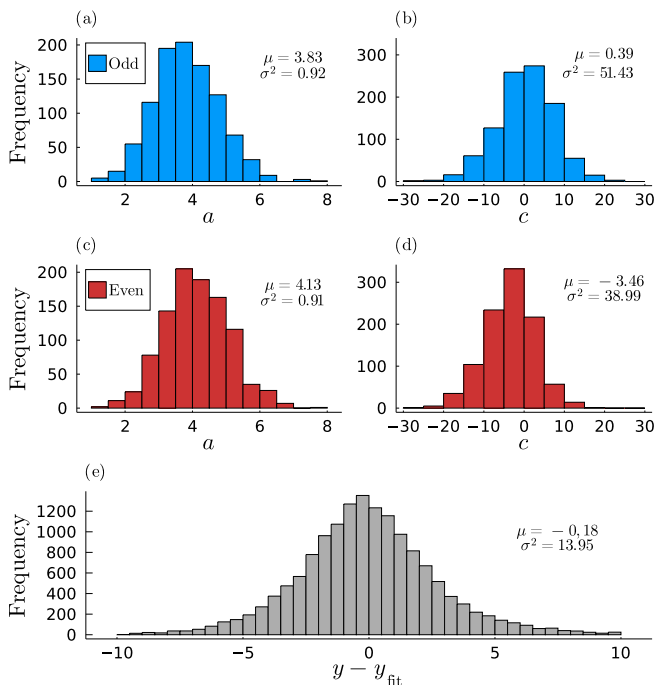 (a)
Frequency
200
150
100
50
0
Odd
μ = 3.83
σ² = 0.92
2 4 6 8
a
(b)
300
200
100
0
μ = 0.39
σ² = 51.43
−30 −20 −10 0 10 20 30
c
(c)
Frequency
200
150
100
50
0
Even
μ = 4.13
σ² = 0.91
2 4 6 8
a
(d)
300
200
100
0
μ = − 3.46
σ² = 38.99
−30 −20 −10 0 10 20 30
c
(e)
Frequency
1200
1000
800
600
400
200
0
μ = − 0,18
σ² = 13.95
−10 −5 0 5 10
y − y_fit